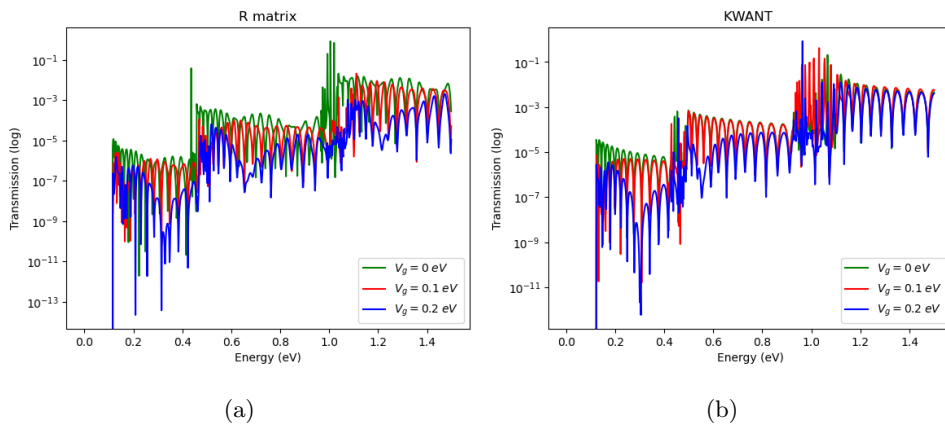 R matrix
Transmission (log)
10⁻¹
10⁻³
10⁻⁵
10⁻⁷
10⁻⁹
10⁻¹¹
10⁻¹³
V_g = 0 eV
V_g = 0.1 eV
V_g = 0.2 eV
0.0 0.2 0.4 0.6 0.8 1.0 1.2 1.4
Energy (eV)
(a)
KWANT
Transmission (log)
10⁻¹
10⁻³
10⁻⁵
10⁻⁷
10⁻⁹
10⁻¹¹
V_g = 0 eV
V_g = 0.1 eV
V_g = 0.2 eV
0.0 0.2 0.4 0.6 0.8 1.0 1.2 1.4
Energy (eV)
(b)